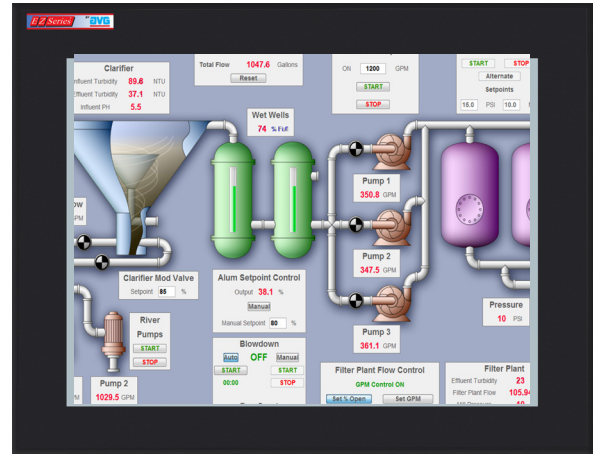 EZ Series by AVG
Clarifier
Influent Turbidity 89.6 NTU
Effluent Turbidity 37.1 NTU
Influent PH 5.5
Total Flow 1047.6 Gallons
Reset
ON 1200 GPM
START
STOP
START STOP
Alternate
Setpoints
15.0 PSI 10.0
Wet Wells
74 % Full
Pump 1
350.8 GPM
Pump 2
347.5 GPM
Pump 3
361.1 GPM
Clarifier Mod Valve
Setpoint 85 %
Alum Setpoint Control
Output 38.1 %
Manual
Manual Setpoint 80 %
River
Pumps
START
STOP
Pump 2
1029.5 GPM
Blowdown
Auto OFF Manual
START START
00:00 STOP
Pressure
10 PSI
Filter Plant Flow Control
GPM Control ON
Set % Open Set GPM
Filter Plant
Effluent Turbidity 23
Filter Plant Flow 105.94